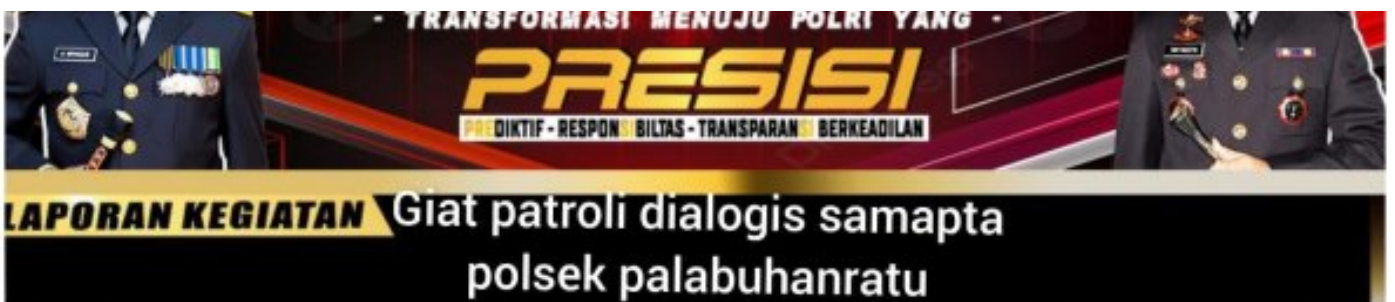 - TRANSFORMASI MENUJU POLRI YANG -
PRESISI
PREDIKTIF - RESPONSIBILTAS - TRANSPARANSI BERKEADILAN
LAPORAN KEGIATAN
Giat patroli dialogis samapta
polsek palabuhanratu